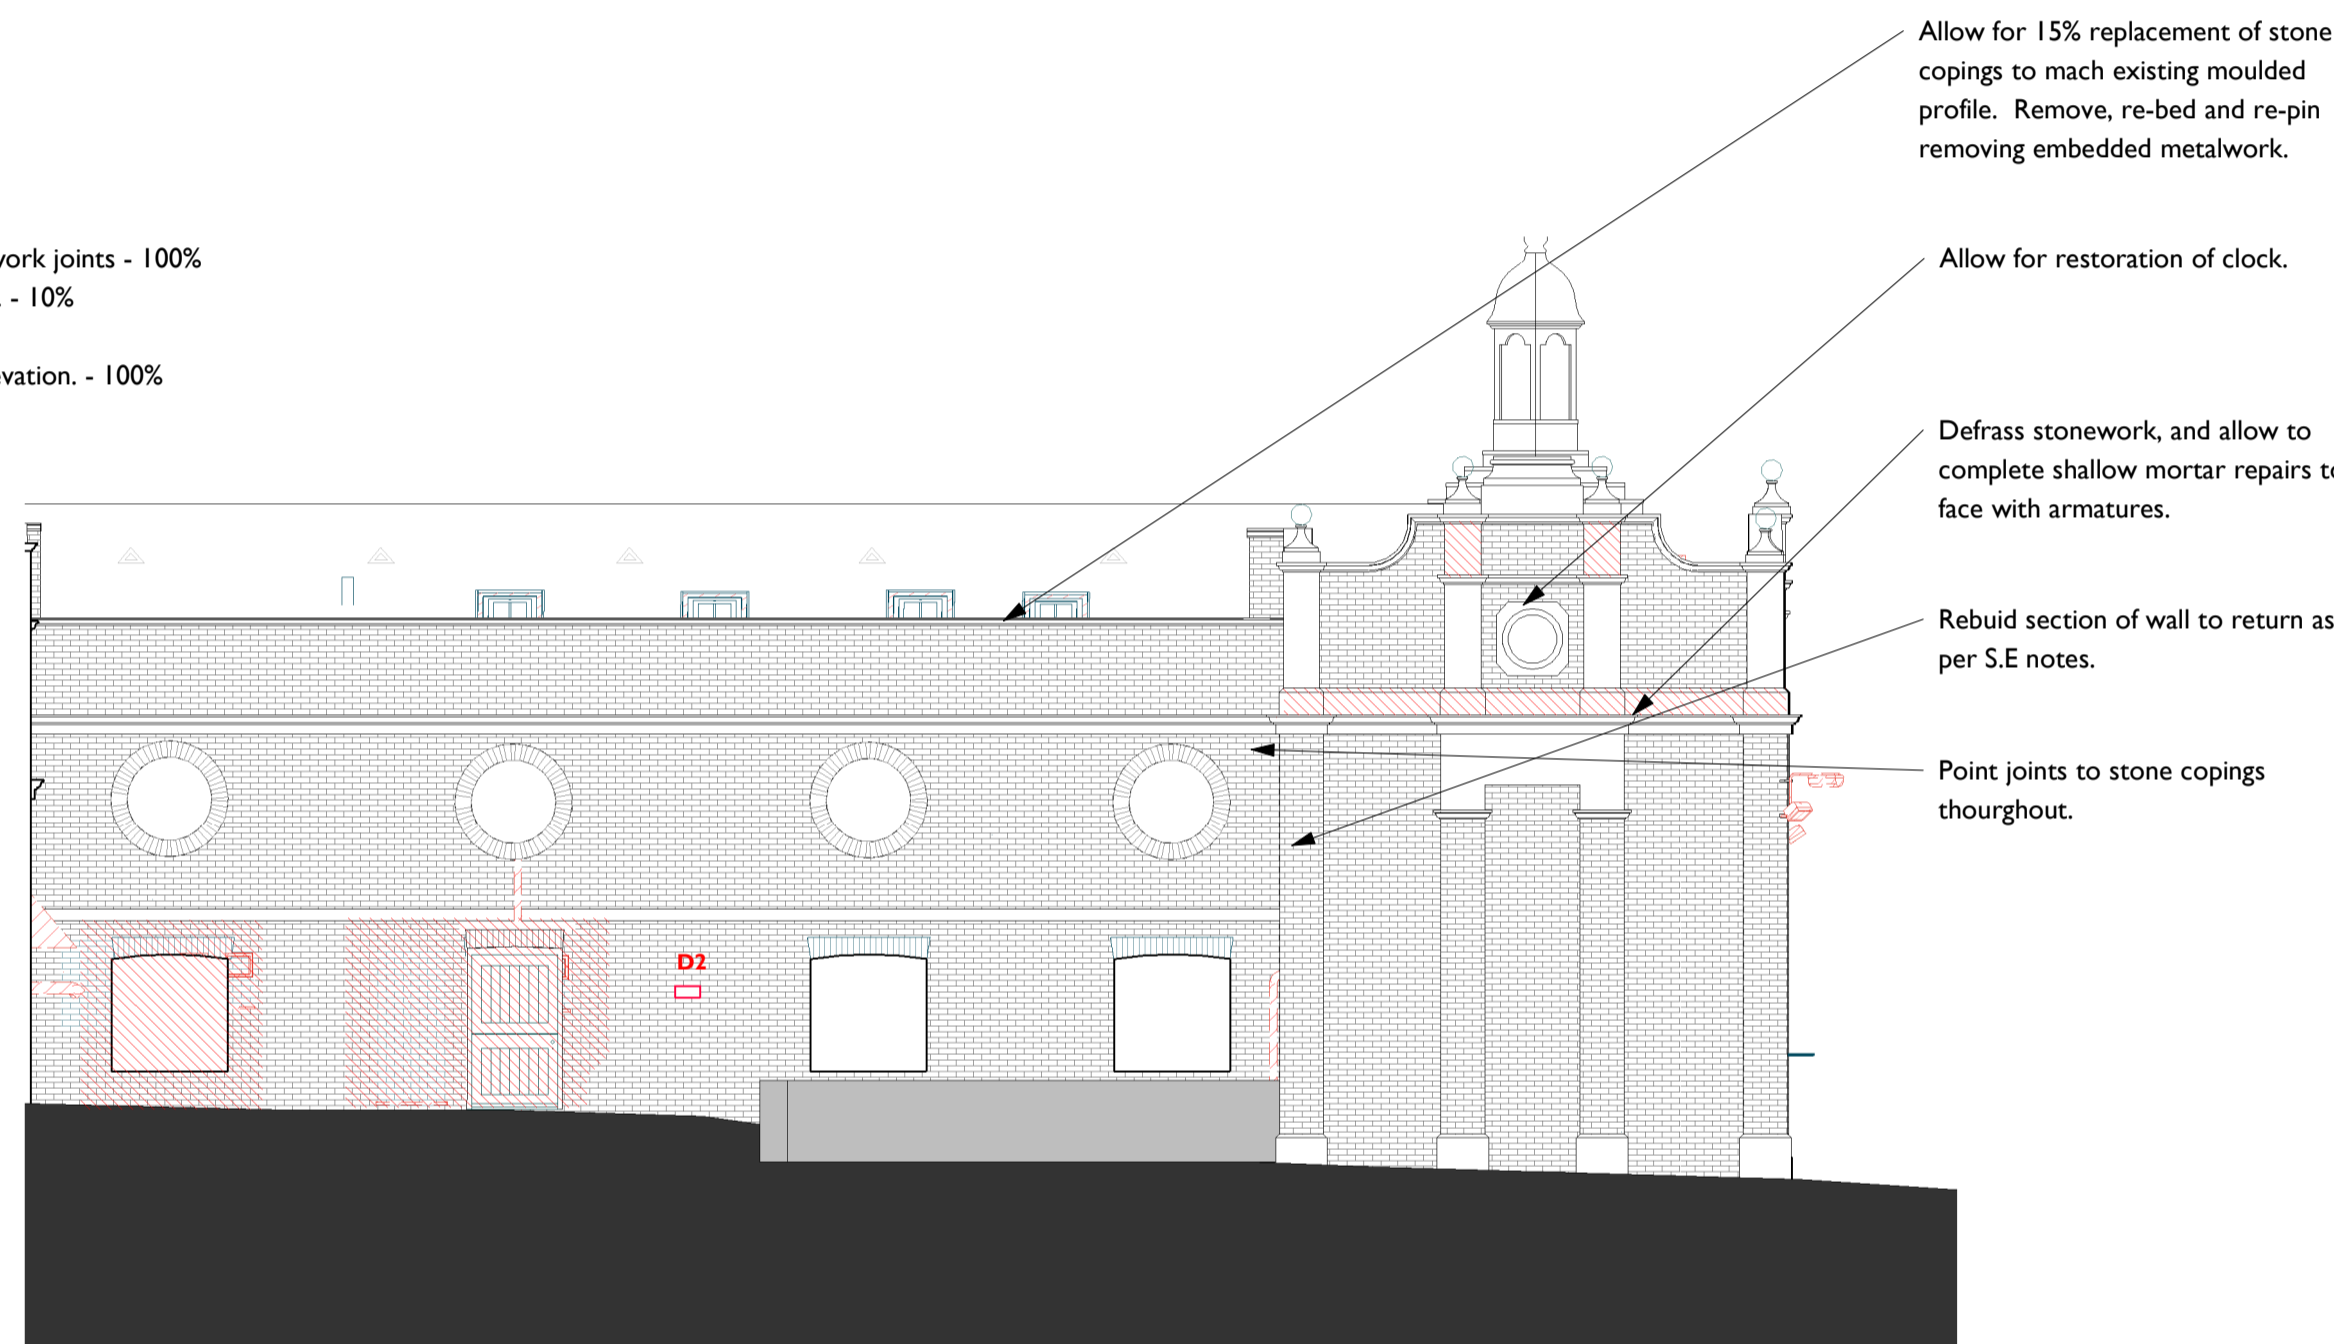 Allow for 15% replacement of stone
copings to mach existing moulded
profile. Remove, re-bed and re-pin
removing embedded metalwork.
work joints - 100%
. - 10%
Allow for restoration of clock.
evation. - 100%
Defrass stonework, and allow to
complete shallow mortar repairs to
face with armatures.
Rebuid section of wall to return as
per S.E notes.
Point joints to stone copings
thourghout.
D2